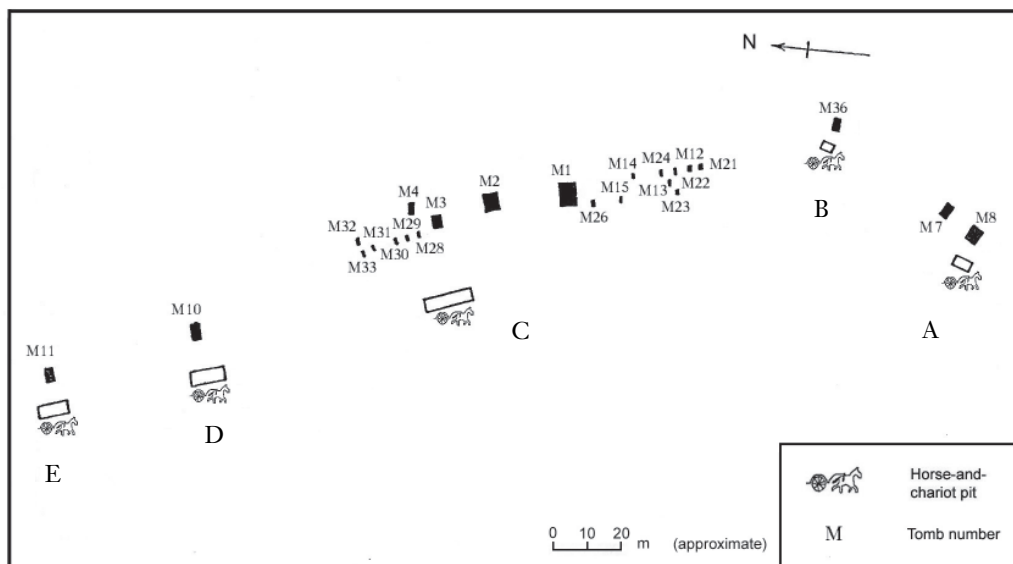 N
M36
B
M7
M8
A
M1
M14
M24
M12
M21
M15
M13
M22
M26
M23
M2
M4
M3
M32
M31
M29
M33
M30
M28
C
M10
D
M11
E
0 10 20 m (approximate)
Horse-and-
chariot pit
M
Tomb number